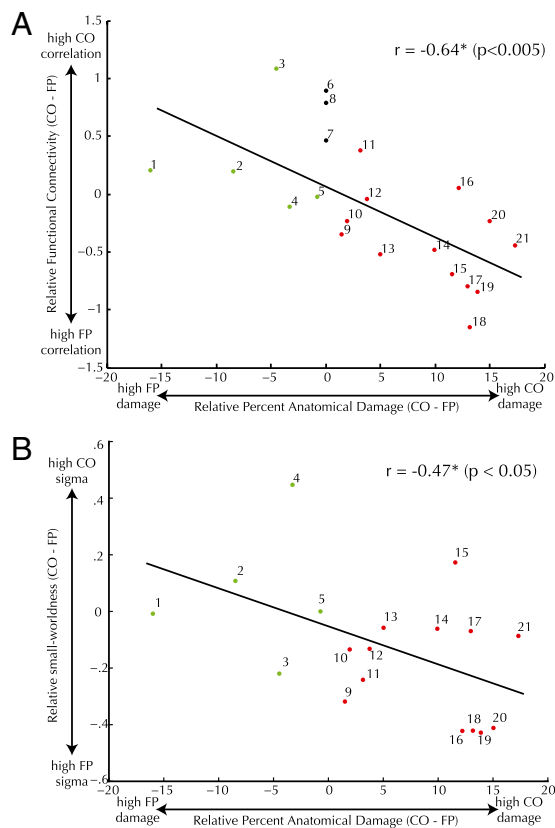 A
high CO
correlation
Relative Functional Connectivity (CO - FP)
high FP
correlation
1.5
1
0.5
0
−0.5
−1
−1.5
r = -0.64* (p<0.005)
3
6
8
7
11
1
2
16
12
5
4
10
9
20
14
21
13
15
17
19
18
−20
−15
−10
−5
0
5
10
15
20
high FP
damage
Relative Percent Anatomical Damage (CO - FP)
high CO
damage
B
high CO
sigma
Relative small-worldness (CO - FP)
high FP
sigma
.6
.4
.2
0
−.2
−.4
−.6
r = -0.47* (p < 0.05)
4
15
2
1
5
13
14
17
21
10
12
3
11
9
16
18
19
20
−20
−15
−10
−5
0
5
10
15
20
high FP
damage
Relative Percent Anatomical Damage (CO - FP)
high CO
damage